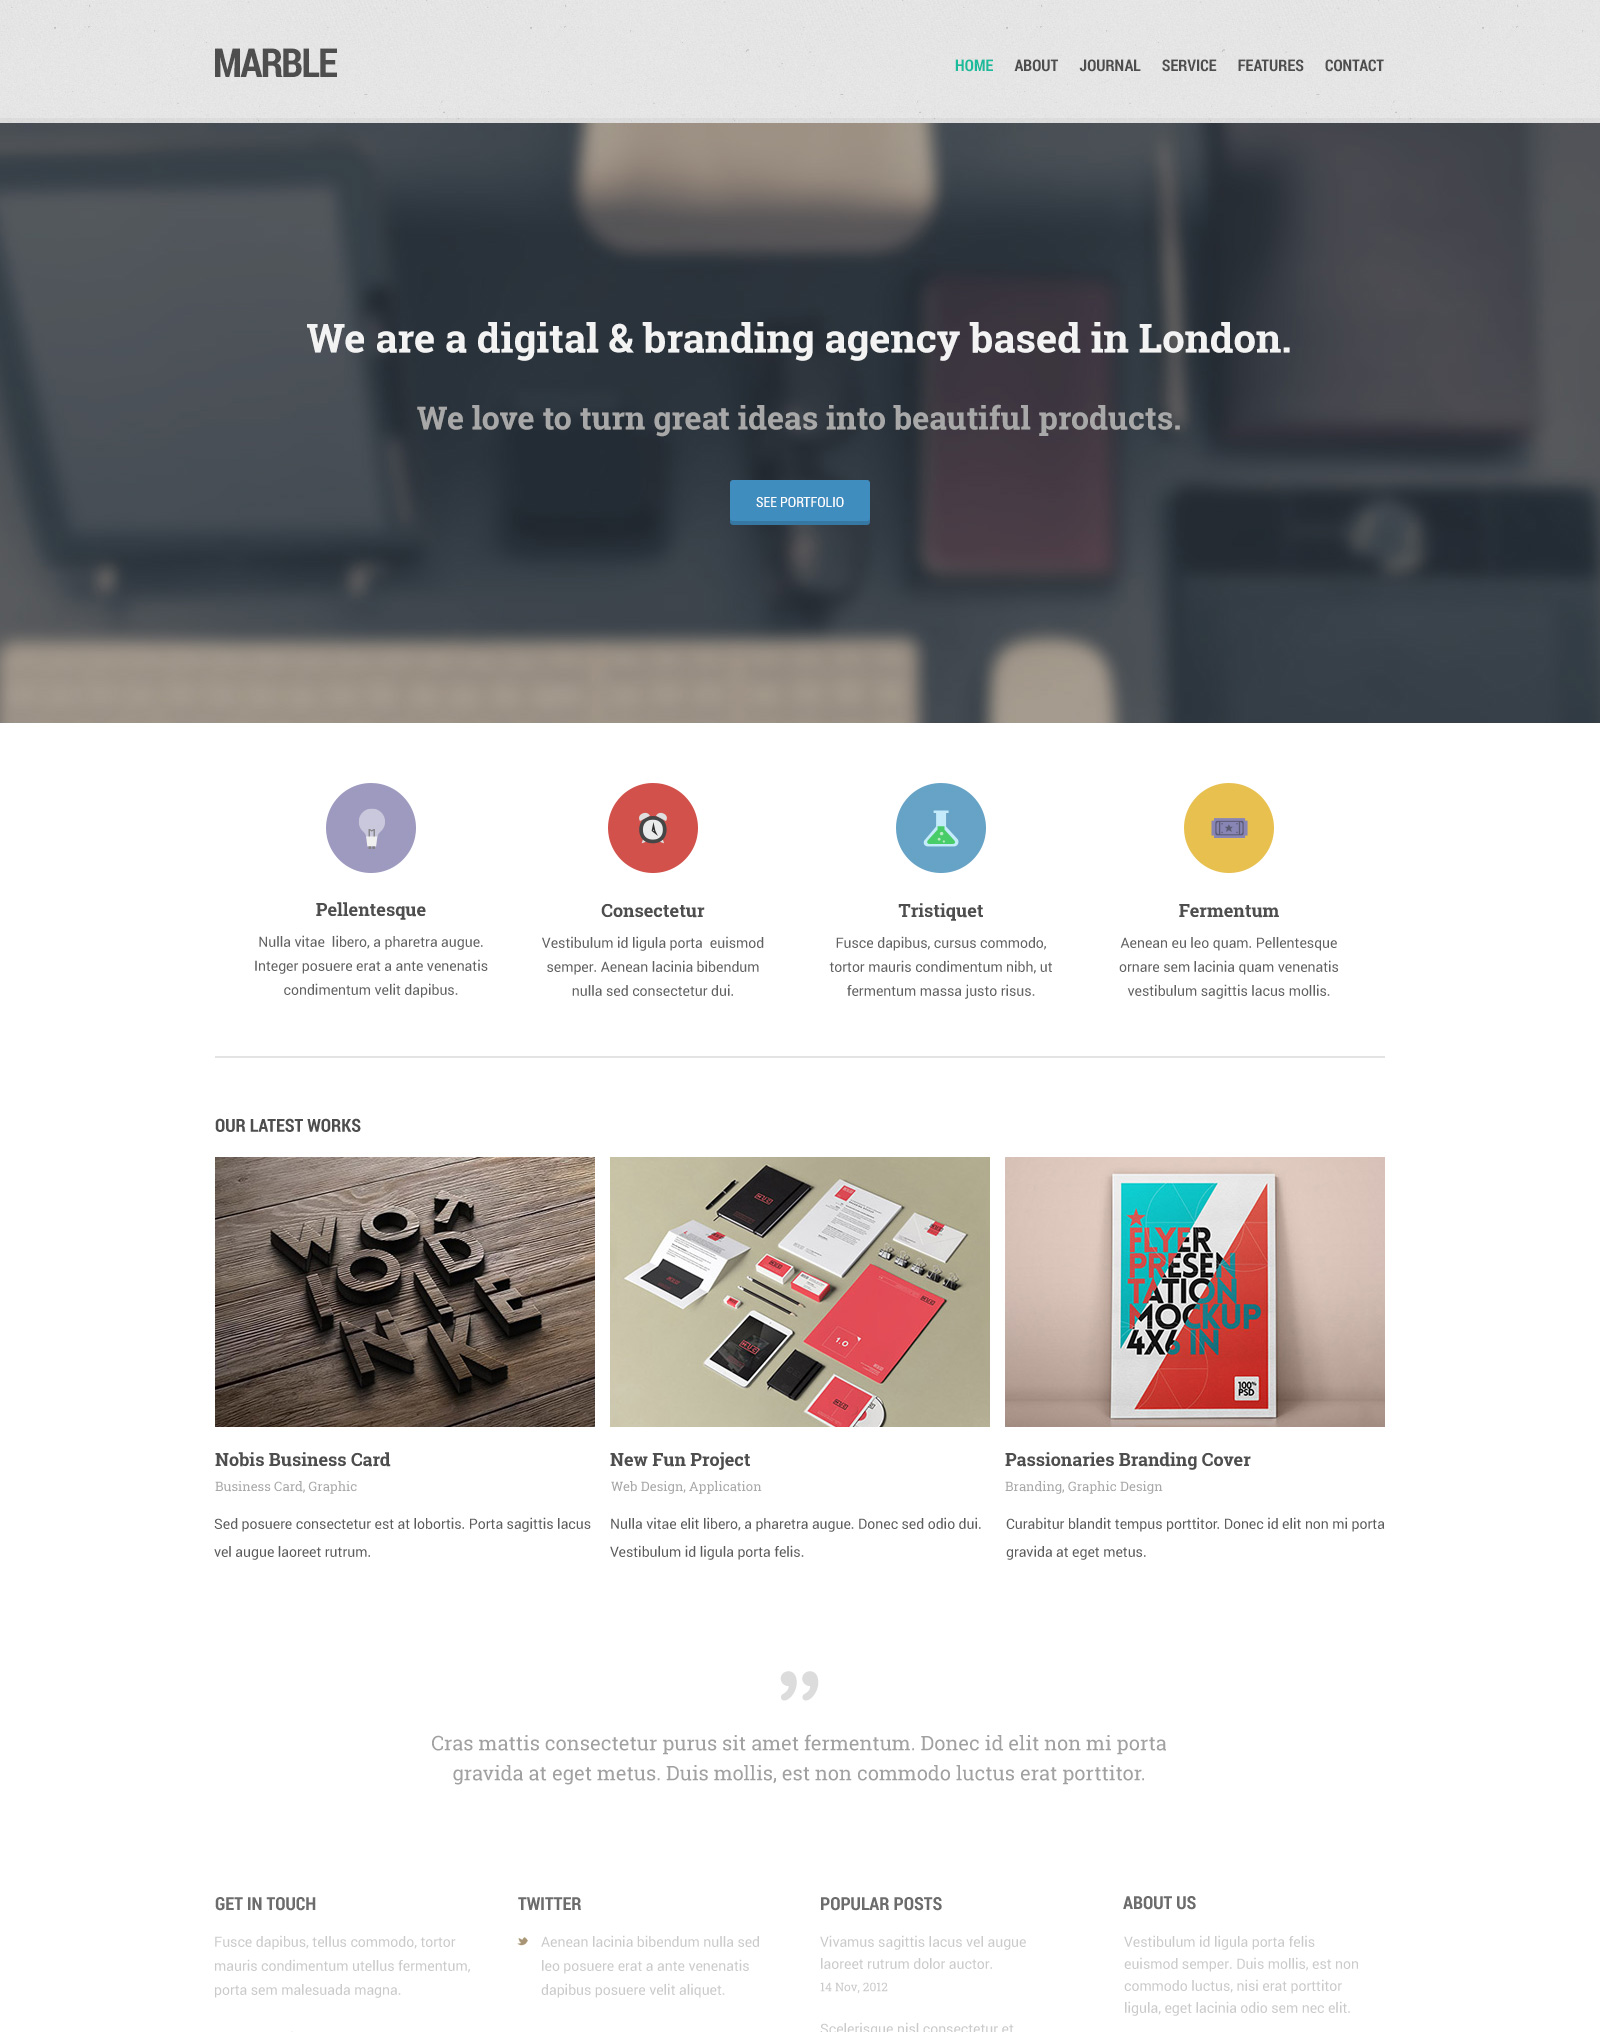 MARBLE
HOME ABOUT JOURNAL SERVICE FEATURES CONTACT
We are a digital & branding agency based in London.
We love to turn great ideas into beautiful products.
SEE PORTFOLIO
Pellentesque
Nulla vitae libero, a pharetra augue.
Integer posuere erat a ante venenatis
condimentum velit dapibus.
Consectetur
Vestibulum id ligula porta euismod
semper. Aenean lacinia bibendum
nulla sed consectetur dui.
Tristiquet
Fusce dapibus, cursus commodo,
tortor mauris condimentum nibh, ut
fermentum massa justo risus.
Fermentum
Aenean eu leo quam. Pellentesque
ornare sem lacinia quam venenatis
vestibulum sagittis lacus mollis.
OUR LATEST WORKS
FLYER
PRESEN
TATION
MOCKUP
4X6 IN
100%
PSD
Nobis Business Card
Business Card, Graphic
Sed posuere consectetur est at lobortis. Porta sagittis lacus
vel augue laoreet rutrum.
New Fun Project
Web Design, Application
Nulla vitae elit libero, a pharetra augue. Donec sed odio dui.
Vestibulum id ligula porta felis.
Passionaries Branding Cover
Branding, Graphic Design
Curabitur blandit tempus porttitor. Donec id elit non mi porta
gravida at eget metus.
”
Cras mattis consectetur purus sit amet fermentum. Donec id elit non mi porta
gravida at eget metus. Duis mollis, est non commodo luctus erat porttitor.
GET IN TOUCH
Fusce dapibus, tellus commodo, tortor
mauris condimentum utellus fermentum,
porta sem malesuada magna.
TWITTER
Aenean lacinia bibendum nulla sed
leo posuere erat a ante venenatis
dapibus posuere velit aliquet.
POPULAR POSTS
Vivamus sagittis lacus vel augue
laoreet rutrum dolor auctor.
14 Nov, 2012
Scelerisque nisl consectetur et
ABOUT US
Vestibulum id ligula porta felis
euismod semper. Duis mollis, est non
commodo luctus, nisi erat porttitor
ligula, eget lacinia odio sem nec elit.